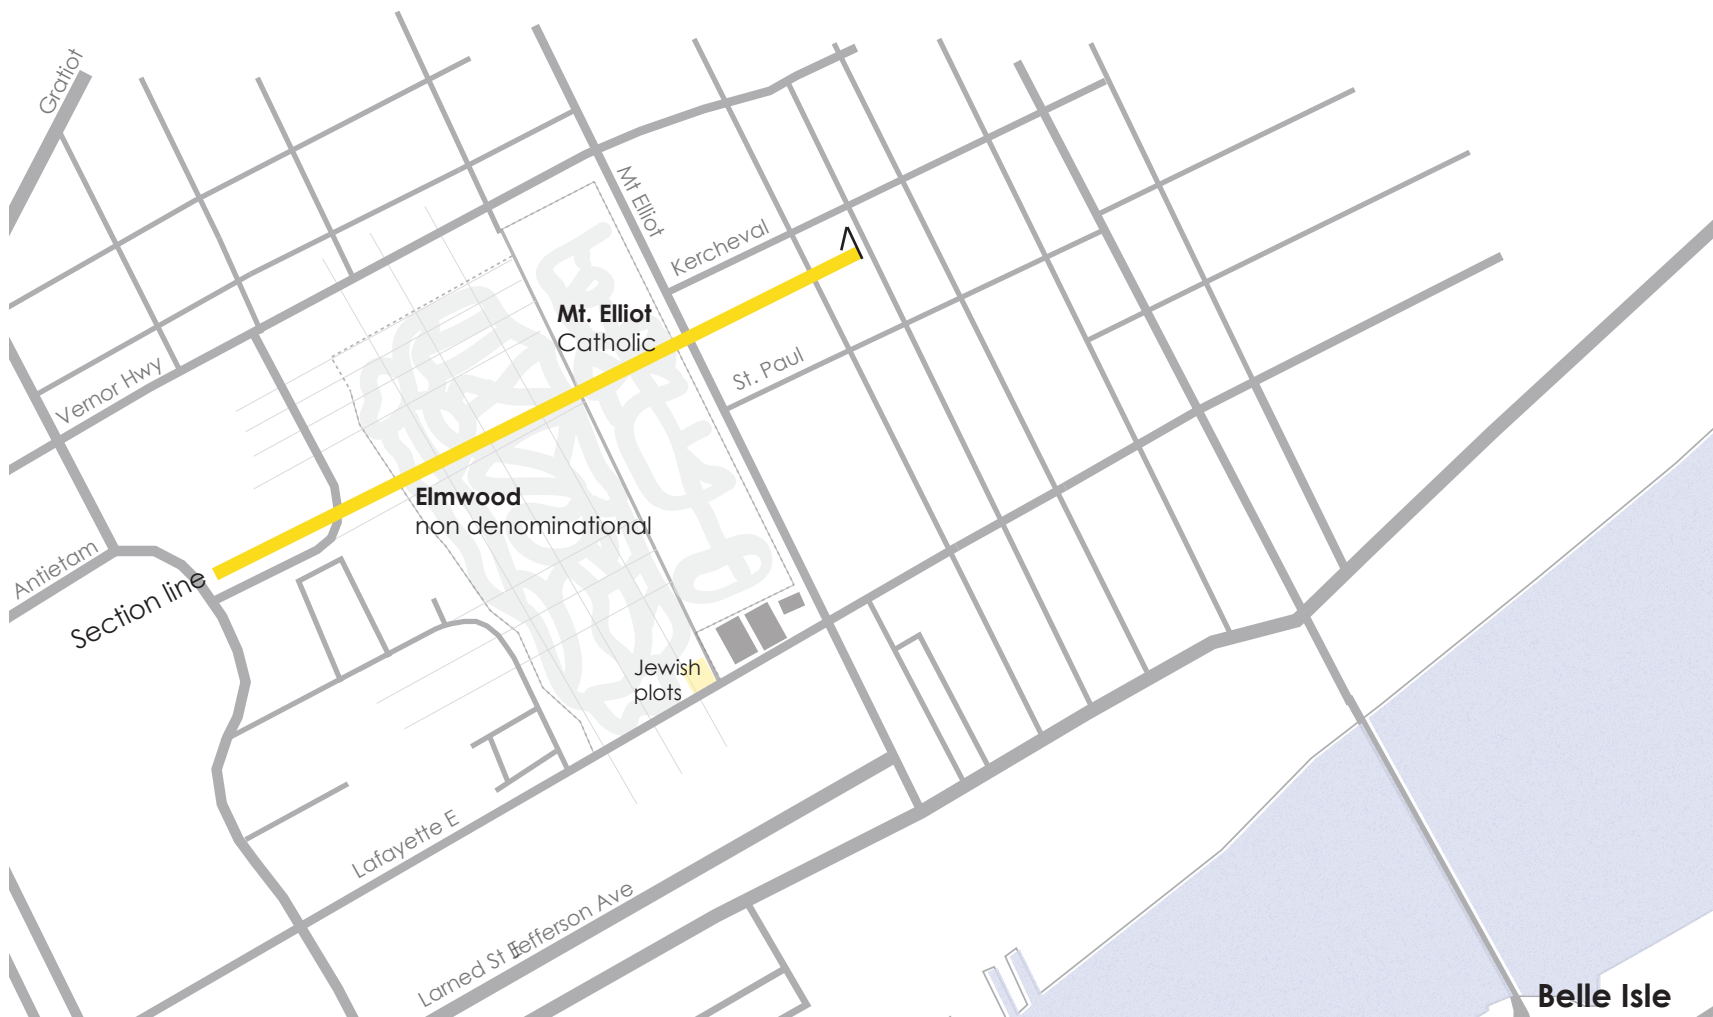 Gratiot
Mt Elliot
Kercheval
Mt. Elliot
Catholic
St. Paul
Vernor Hwy
Elmwood
non denominational
Antietam
Section line
Jewish
plots
Lafayette E
Jefferson Ave
Larned St E
Belle Isle